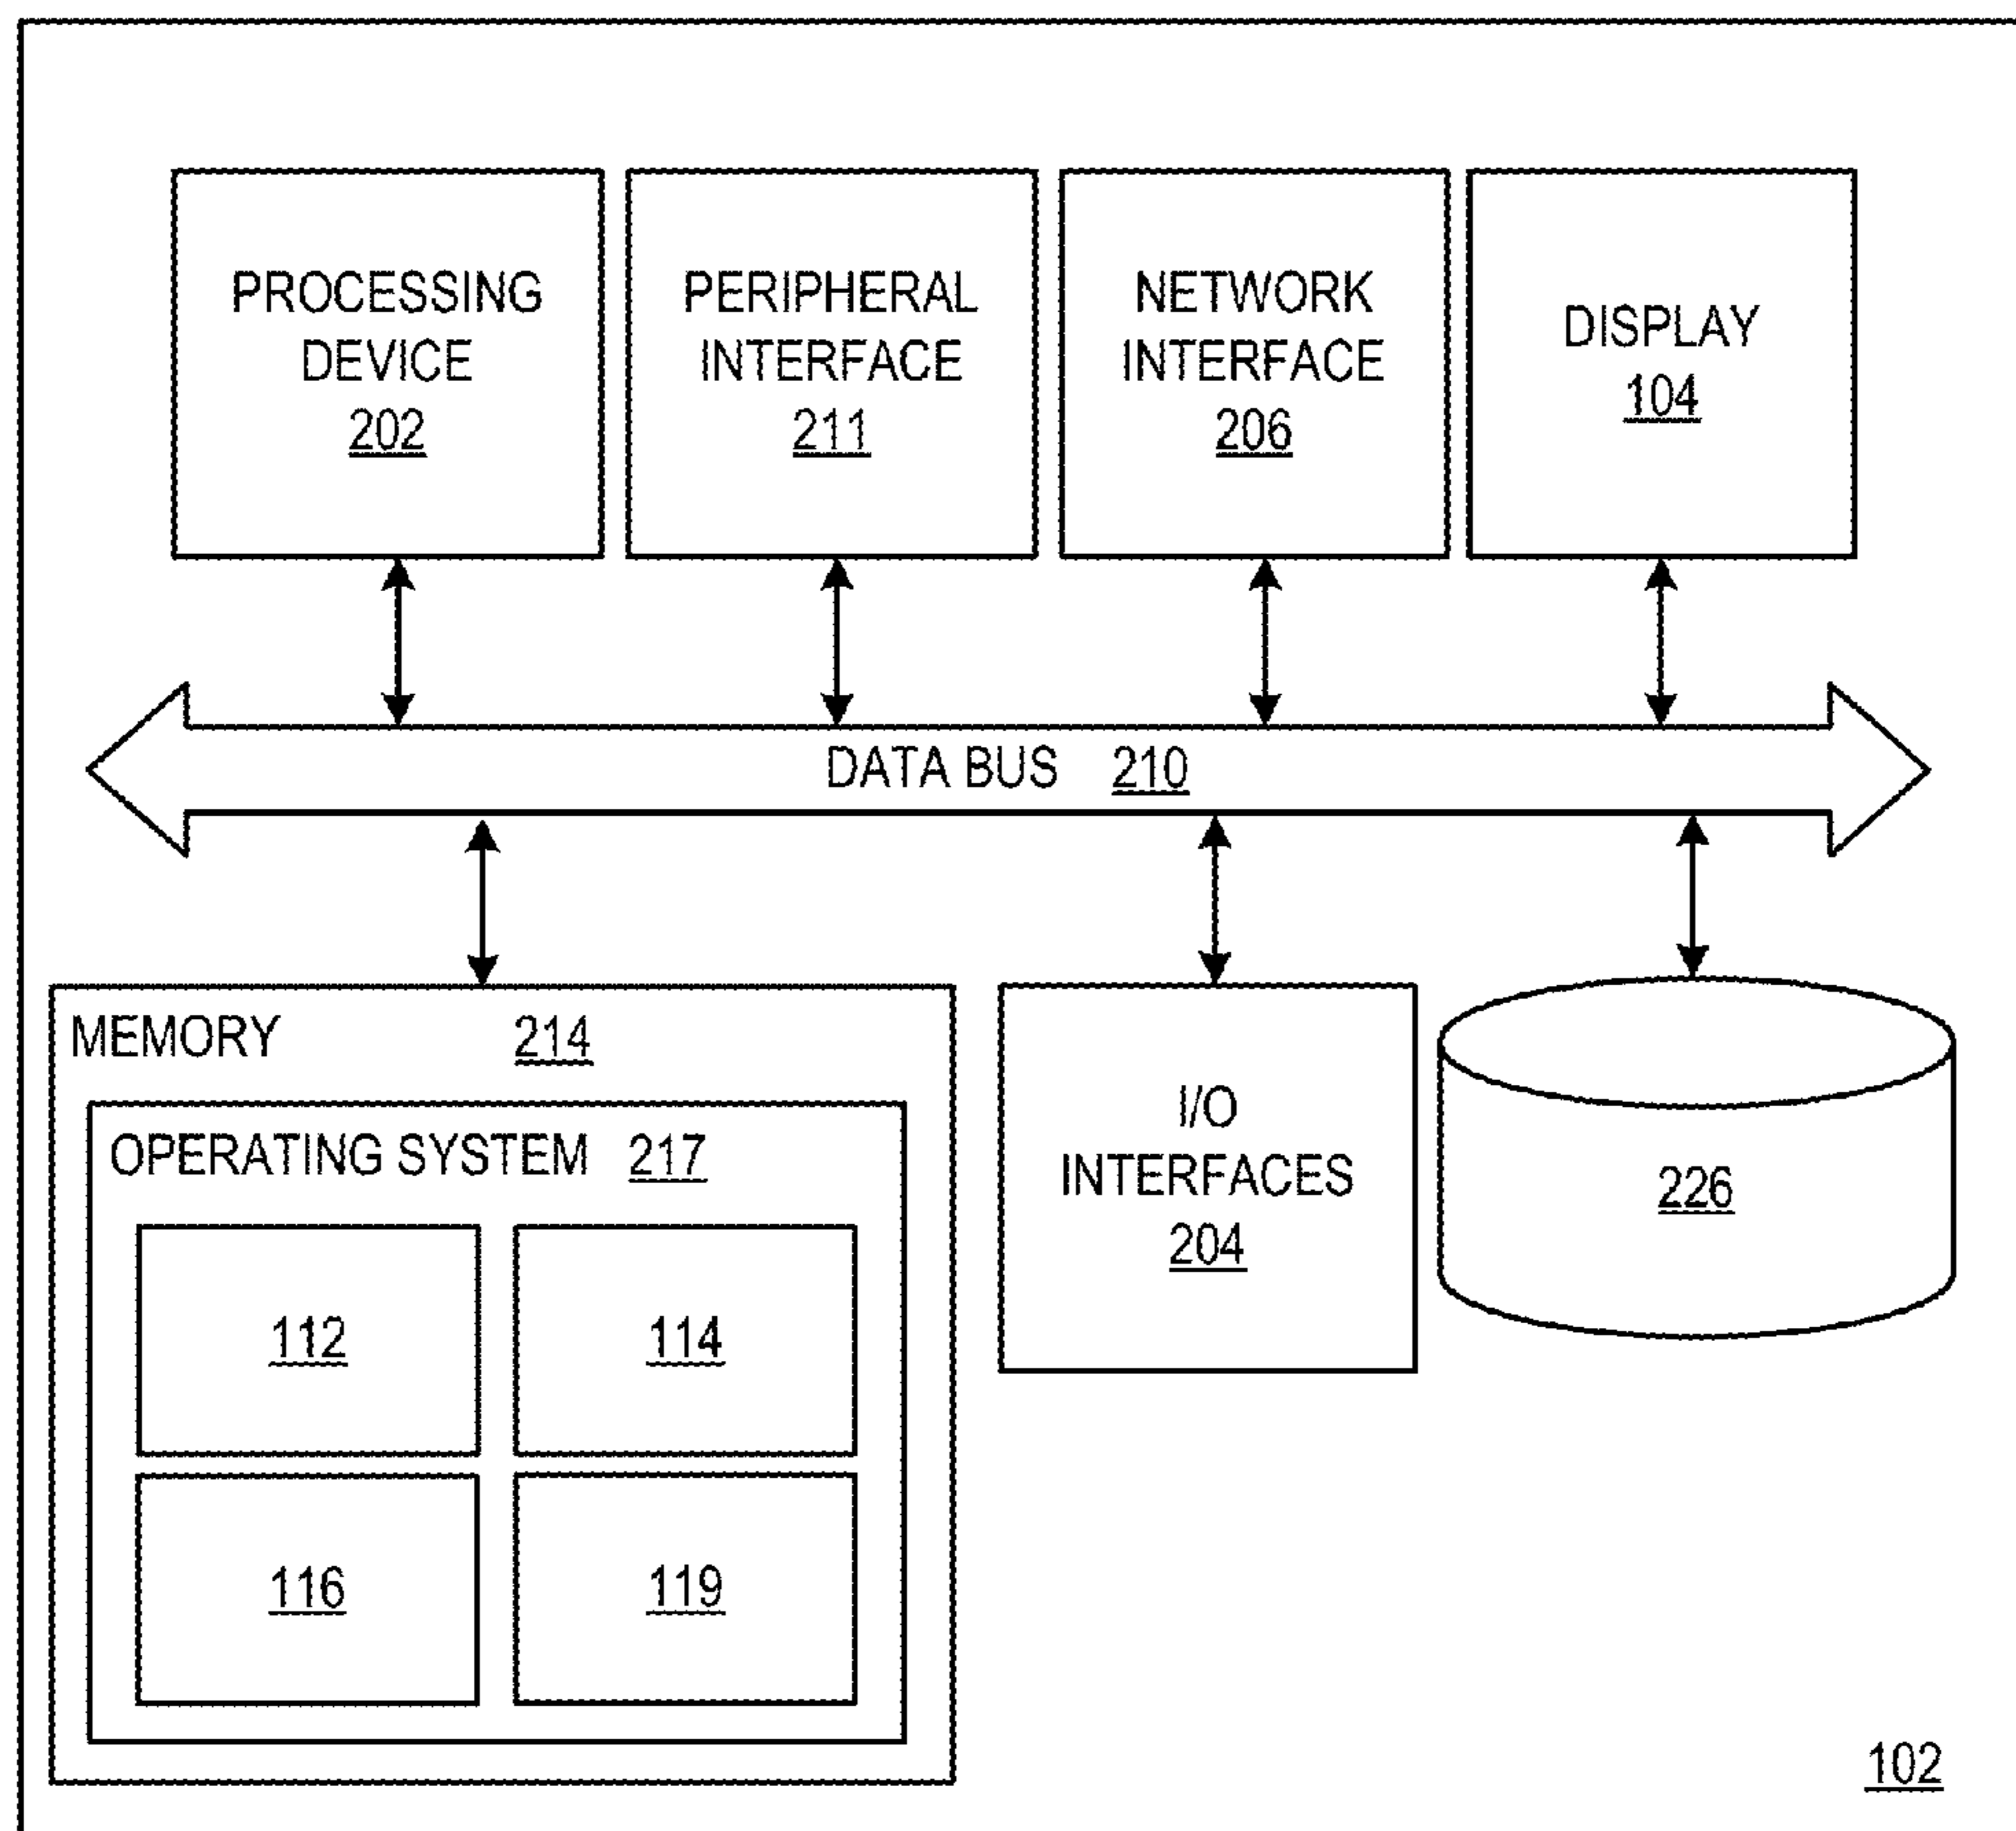 PROCESSING
DEVICE
202
PERIPHERAL
INTERFACE
211
NETWORK
INTERFACE
206
DISPLAY
104
DATA BUS 210
MEMORY 214
OPERATING SYSTEM 217
112
114
116
119
I/O
INTERFACES
204
226
102